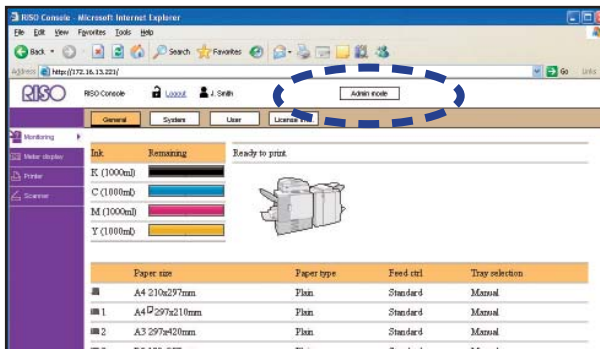 RISO Console - Microsoft Internet Explorer
File Edit View Favorites Tools Help
Back Search Favorites
Address http://172.16.13.221/ Go Links
RISO RISO Console Logout J. Smith Admin mode
General System User License Info.
Monitoring
Meter display
Printer
Scanner
Ink Remaining Ready to print.
K (1000ml)
C (1000ml)
M (1000ml)
Y (1000ml)
Paper size Paper type Feed ctrl Tray selection
A4 210x297mm Plain Standard Manual
1 A4 297x210mm Plain Standard Manual
2 A3 297x420mm Plain Standard Manual